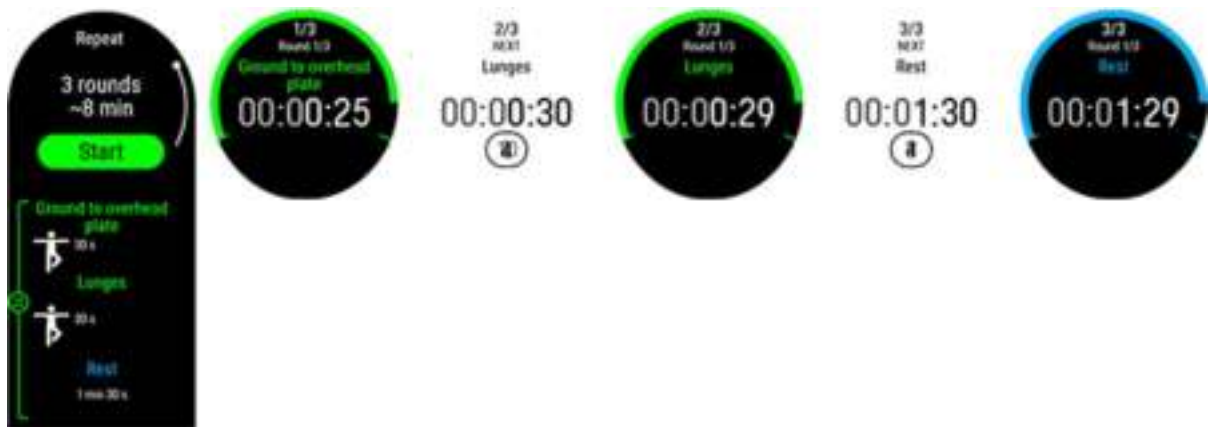 Repeat
3 rounds
~8 min
Start
Ground to overhead
plate
30 s
Lunges
30 s
Rest
1 min 30 s
1/3
Round 1/3
Ground to overhead
plate
00:00:25
2/3
NEXT
Lunges
00:00:30
2/3
Round 1/3
Lunges
00:00:29
3/3
NEXT
Rest
00:01:30
3/3
Round 1/3
Rest
00:01:29